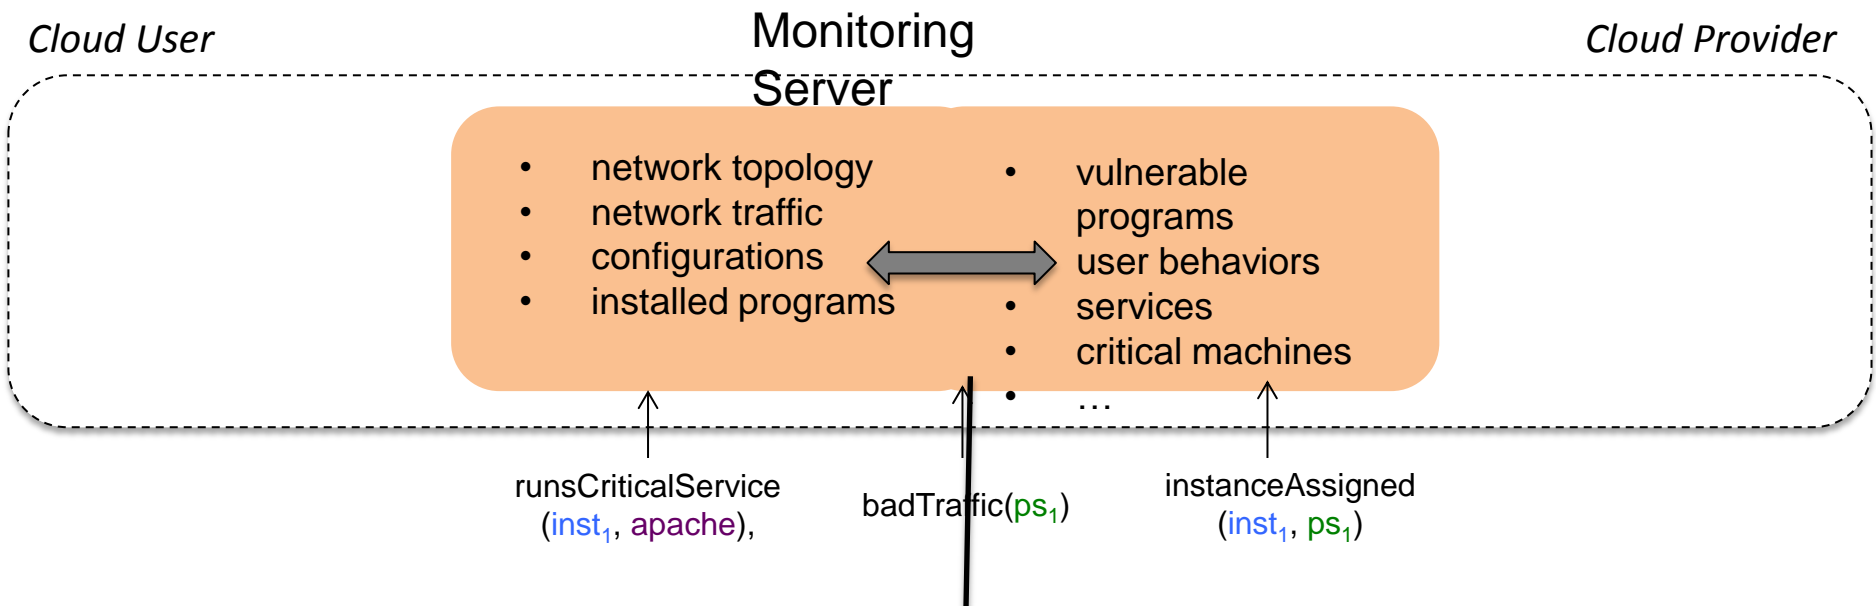 Cloud User
Monitoring
Server
Cloud Provider
• network topology
• network traffic
• configurations
• installed programs
• vulnerable
programs
user behaviors
• services
• critical machines
• …
runsCriticalService
(inst₁, apache),
badTraffic(ps₁)
instanceAssigned
(inst₁, ps₁)